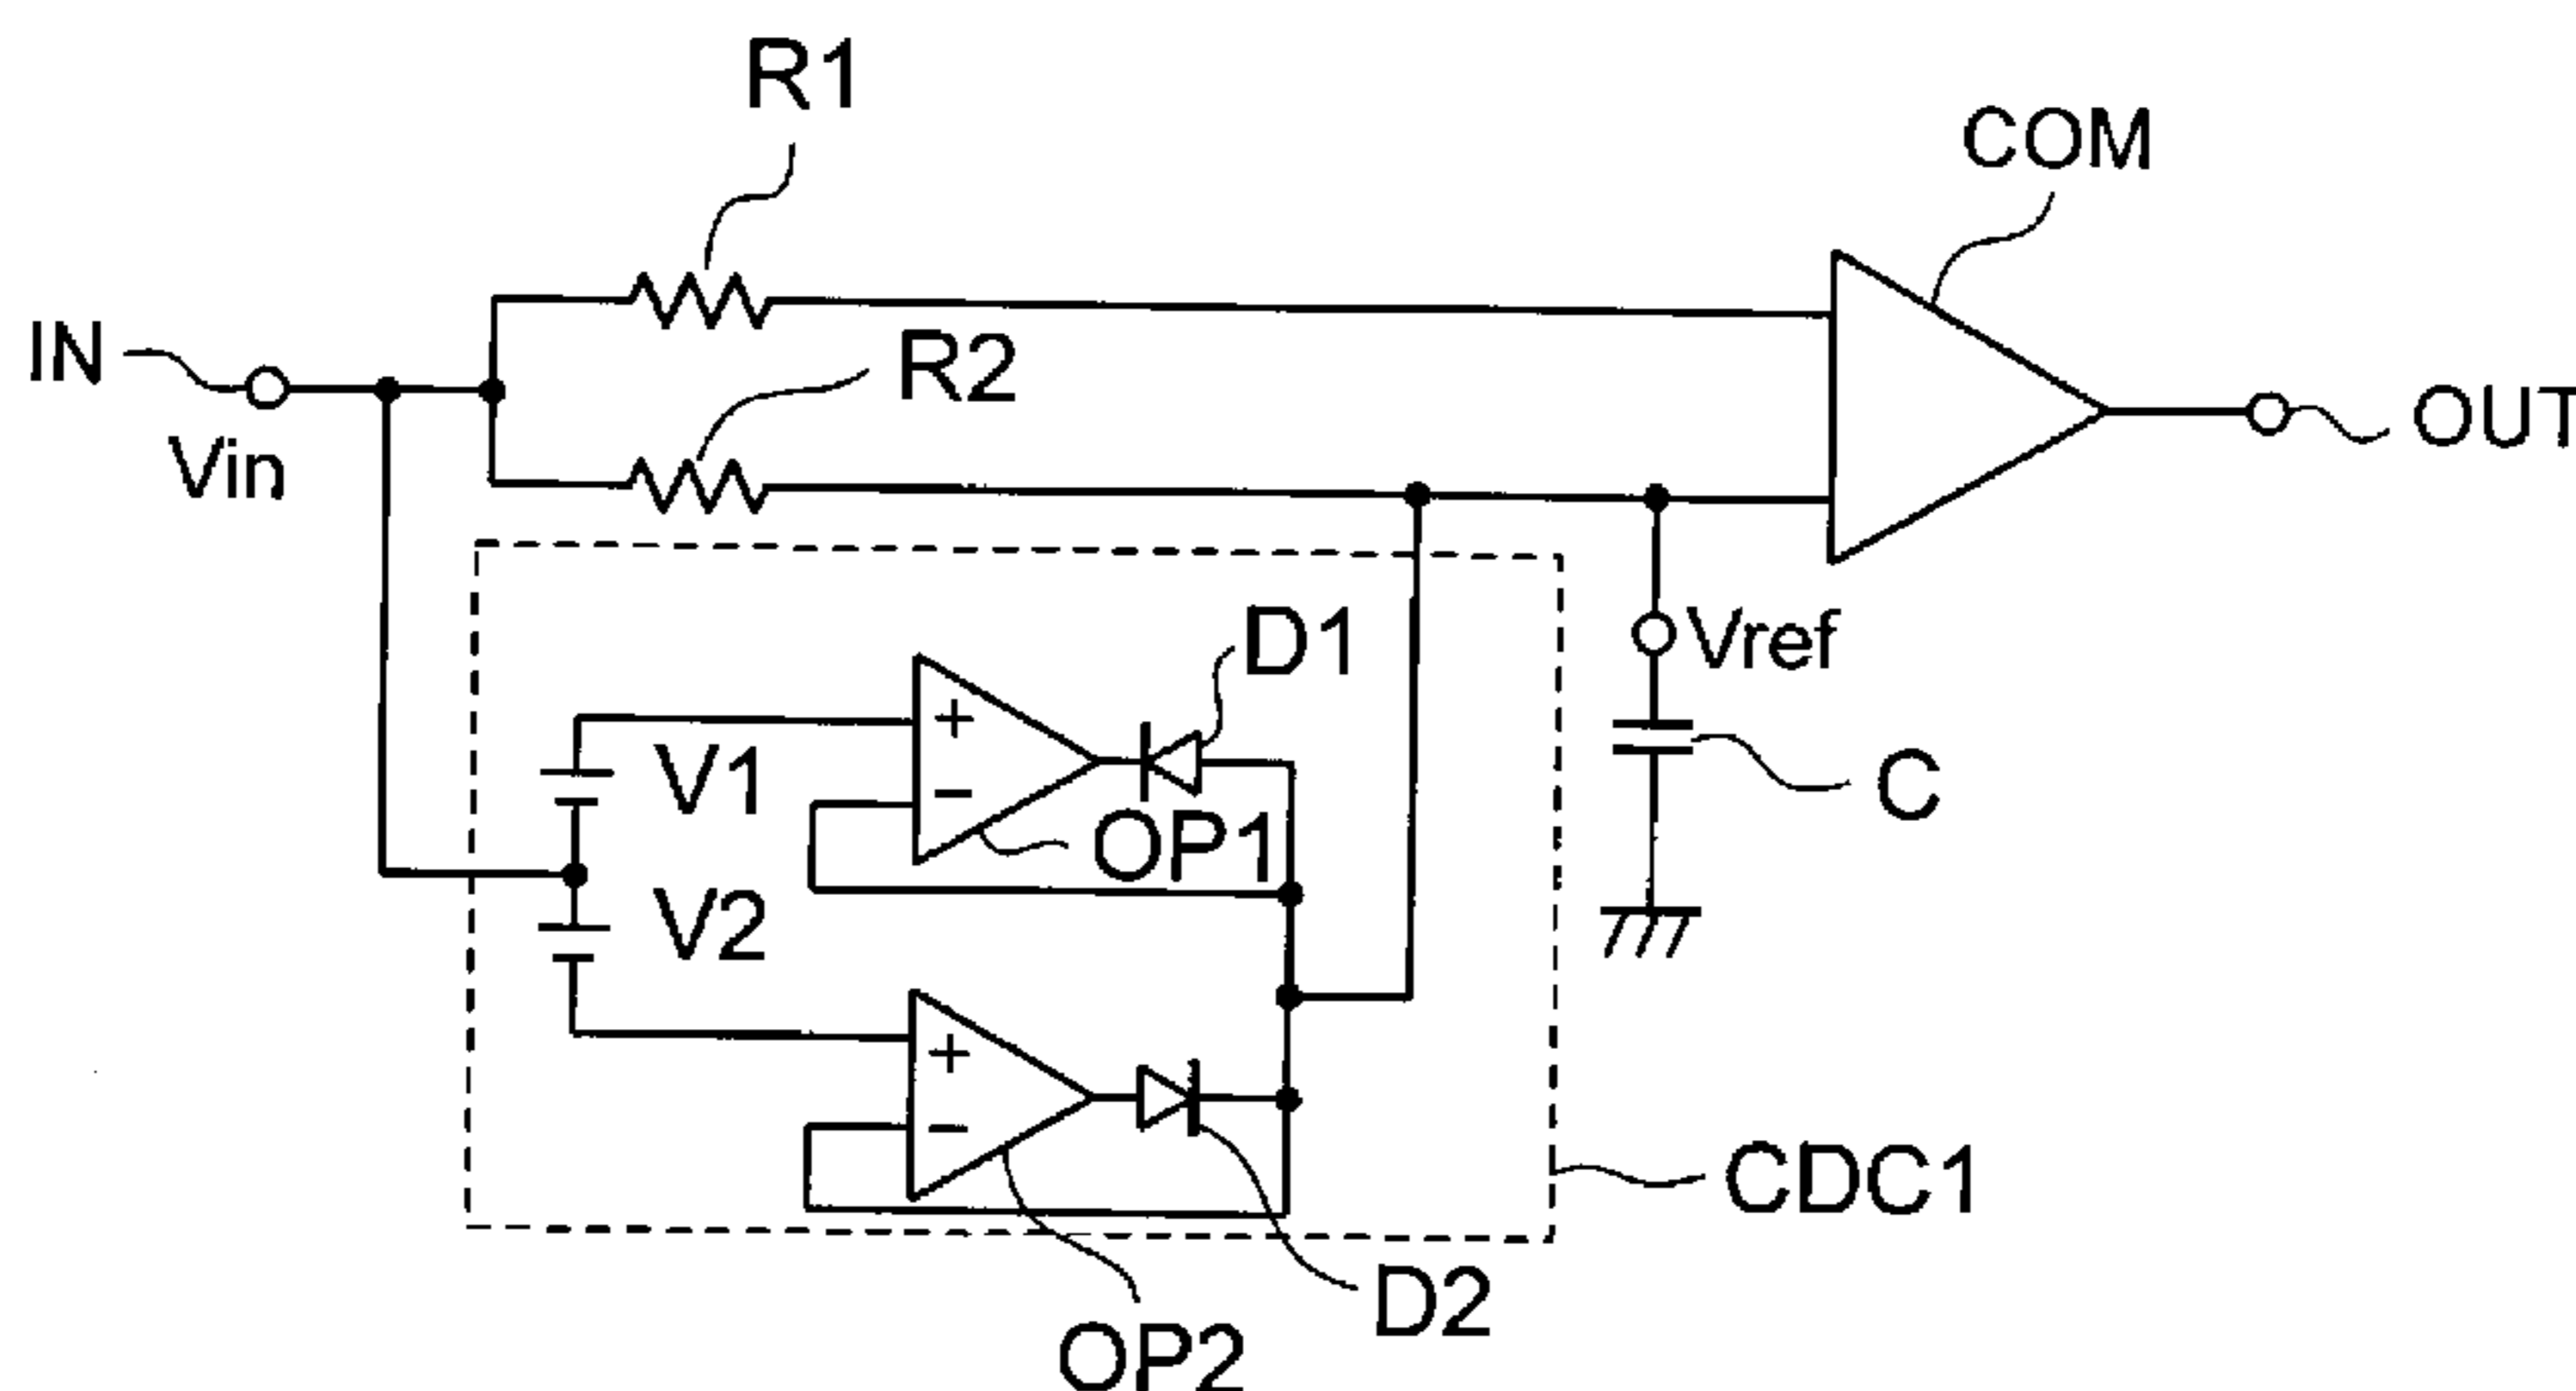 R1
COM
IN
R2
OUT
Vin
D1
Vref
+
V1
C
−
OP1
V2
+
−
CDC1
D2
OP2